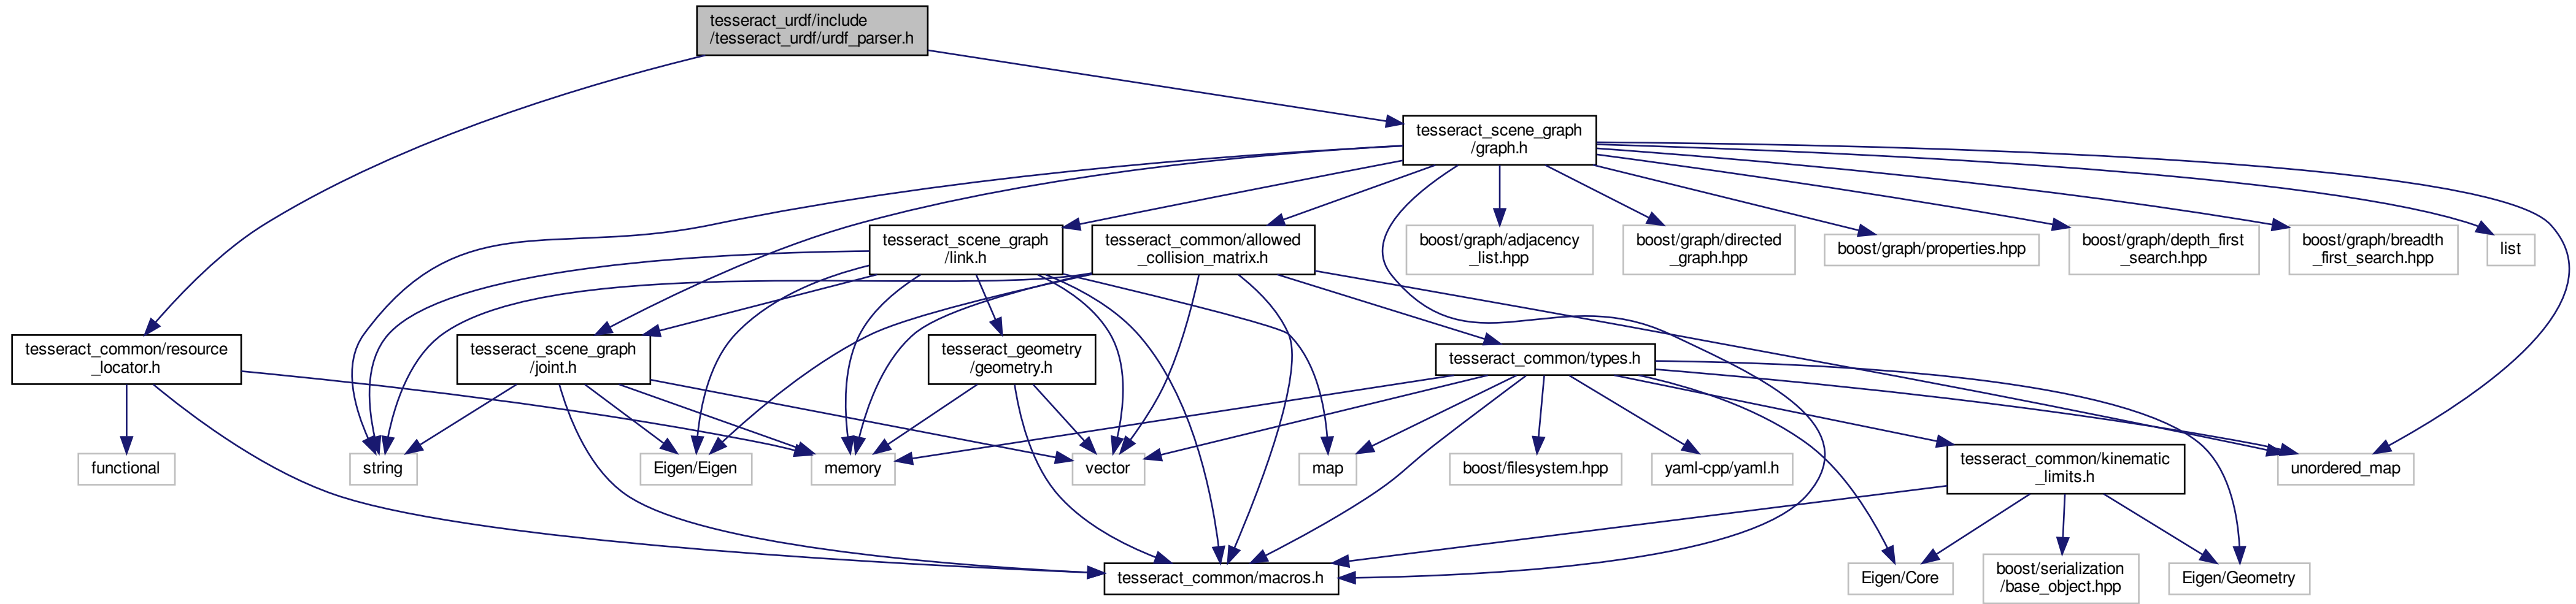 tesseract_urdf/include
/tesseract_urdf/urdf_parser.h
tesseract_scene_graph
/graph.h
tesseract_scene_graph
/link.h
tesseract_common/allowed
_collision_matrix.h
boost/graph/adjacency
_list.hpp
boost/graph/directed
_graph.hpp
boost/graph/properties.hpp
boost/graph/depth_first
_search.hpp
boost/graph/breadth
_first_search.hpp
list
tesseract_common/resource
_locator.h
tesseract_scene_graph
/joint.h
tesseract_geometry
/geometry.h
tesseract_common/types.h
functional
string
Eigen/Eigen
memory
vector
map
boost/filesystem.hpp
yaml-cpp/yaml.h
tesseract_common/kinematic
_limits.h
unordered_map
tesseract_common/macros.h
Eigen/Core
boost/serialization
/base_object.hpp
Eigen/Geometry